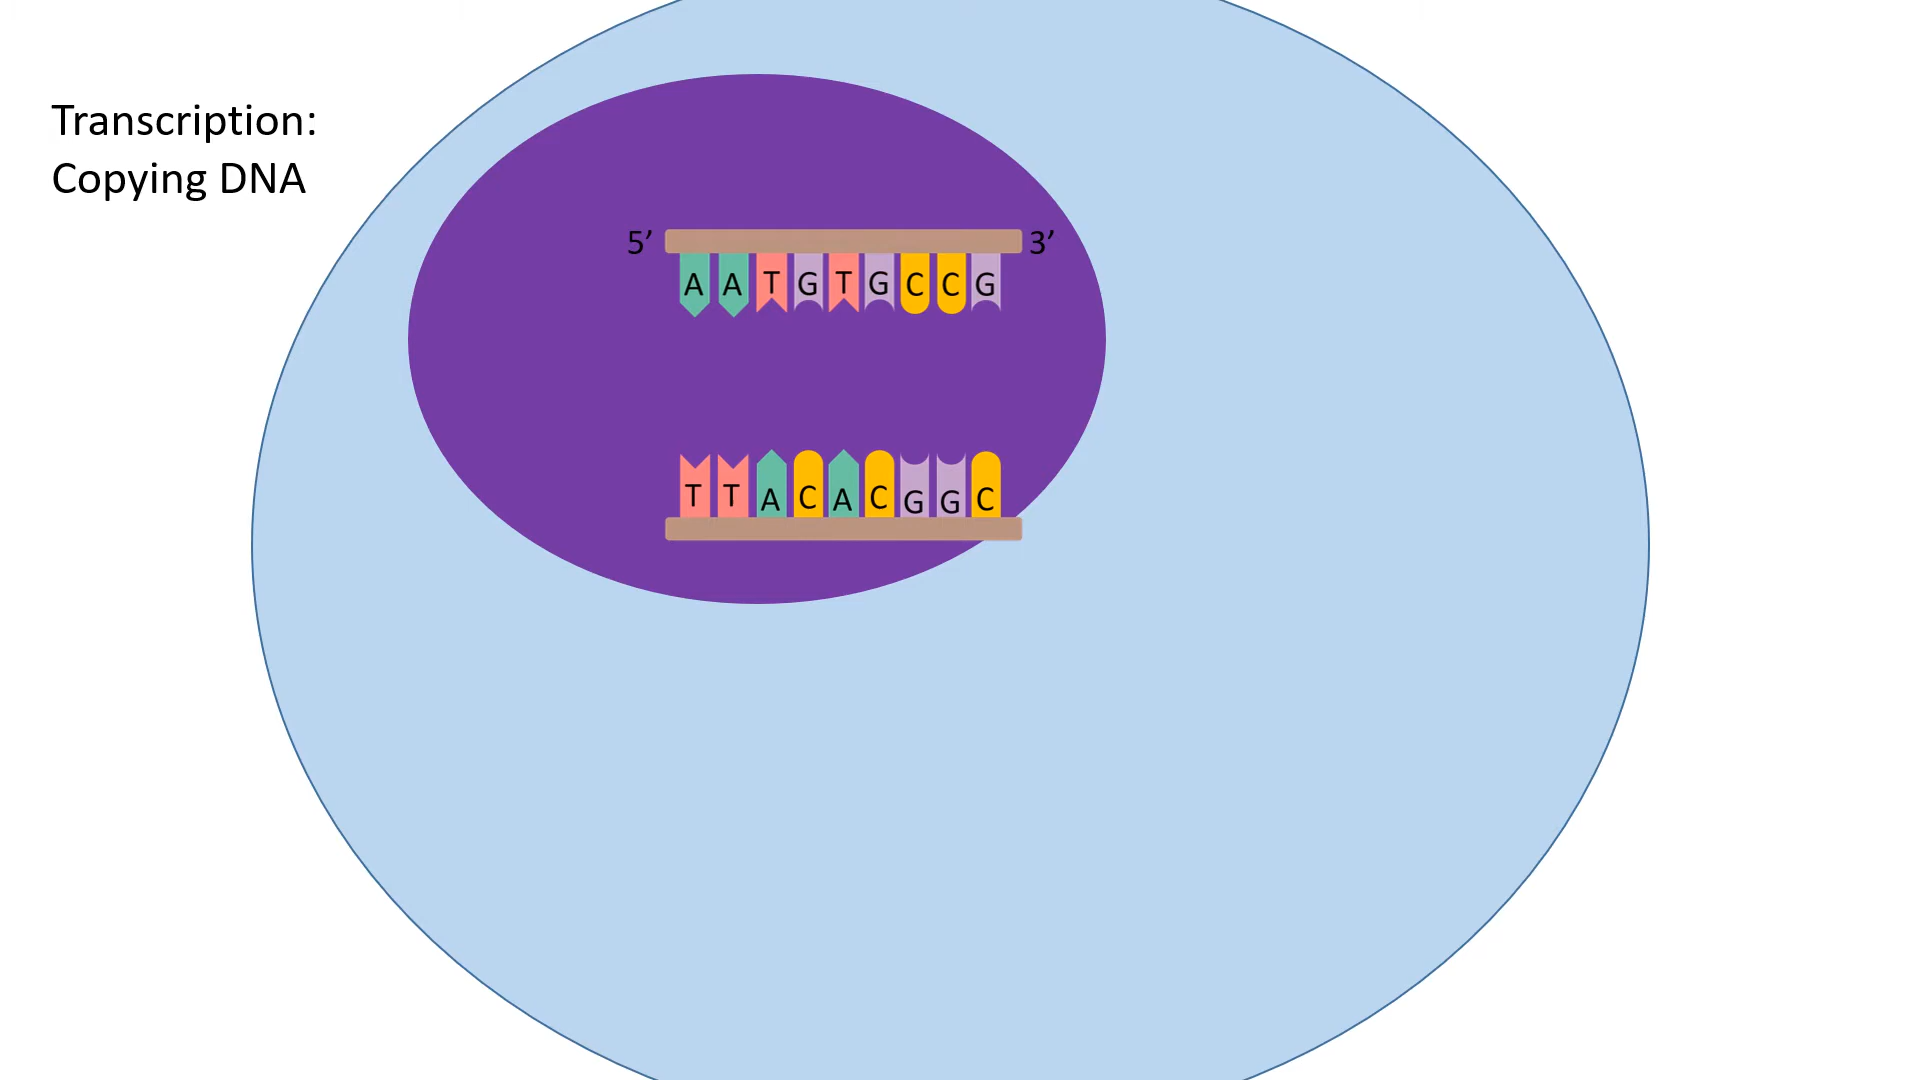 Transcription:
Copying DNA
5’ 3’
A A T G T G C C G
T T A C A C G G C